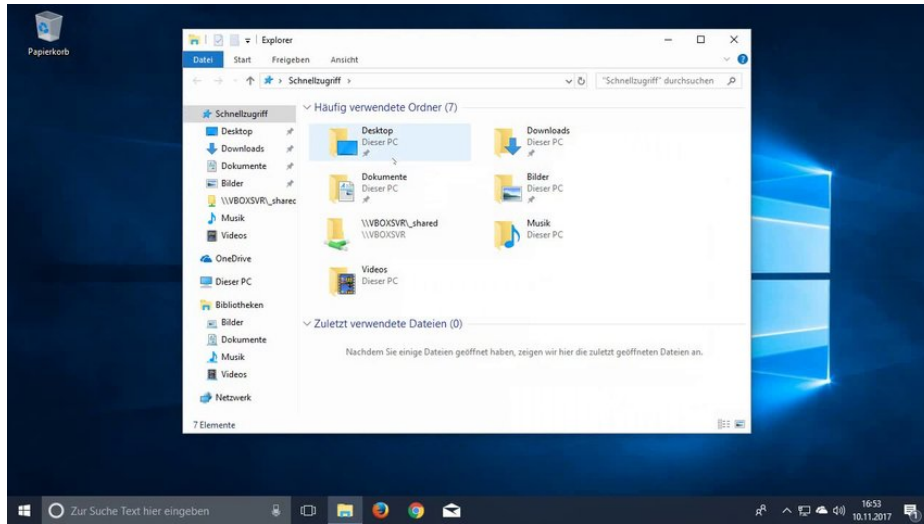 Papierkorb
Explorer
Datei Start Freigeben Ansicht
Schnellzugriff
"Schnellzugriff" durchsuchen
Schnellzugriff
Desktop
Downloads
Dokumente
Bilder
\\VBOXSVR\_sharec
Musik
Videos
OneDrive
Dieser PC
Bibliotheken
Bilder
Dokumente
Musik
Videos
Netzwerk
Häufig verwendete Ordner (7)
Desktop
Dieser PC
Downloads
Dieser PC
Dokumente
Dieser PC
Bilder
Dieser PC
\\VBOXSVR\_shared
\\VBOXSVR
Musik
Dieser PC
Videos
Dieser PC
Zuletzt verwendete Dateien (0)
Nachdem Sie einige Dateien geöffnet haben, zeigen wir hier die zuletzt geöffneten Dateien an.
7 Elemente
Zur Suche Text hier eingeben
16:53
10.11.2017